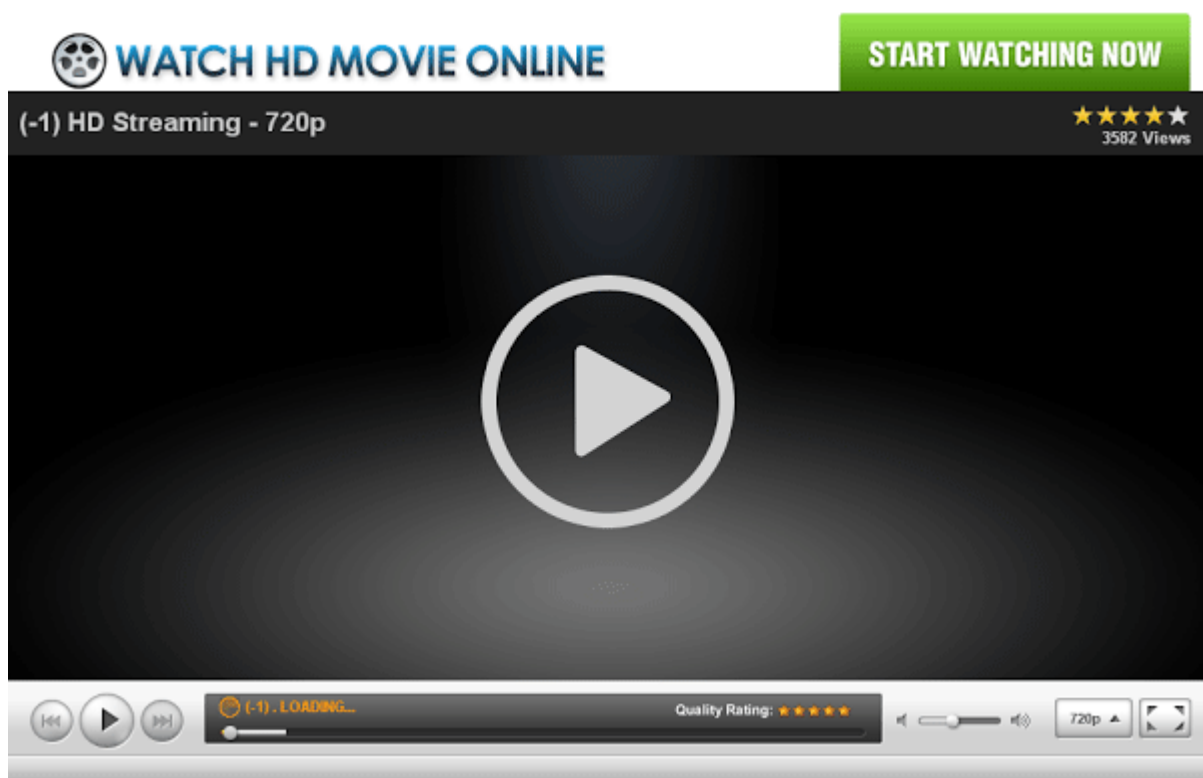 WATCH HD MOVIE ONLINE
START WATCHING NOW
(-1) HD Streaming - 720p
3582 Views
(-1) . LOADING...
Quality Rating:
720p